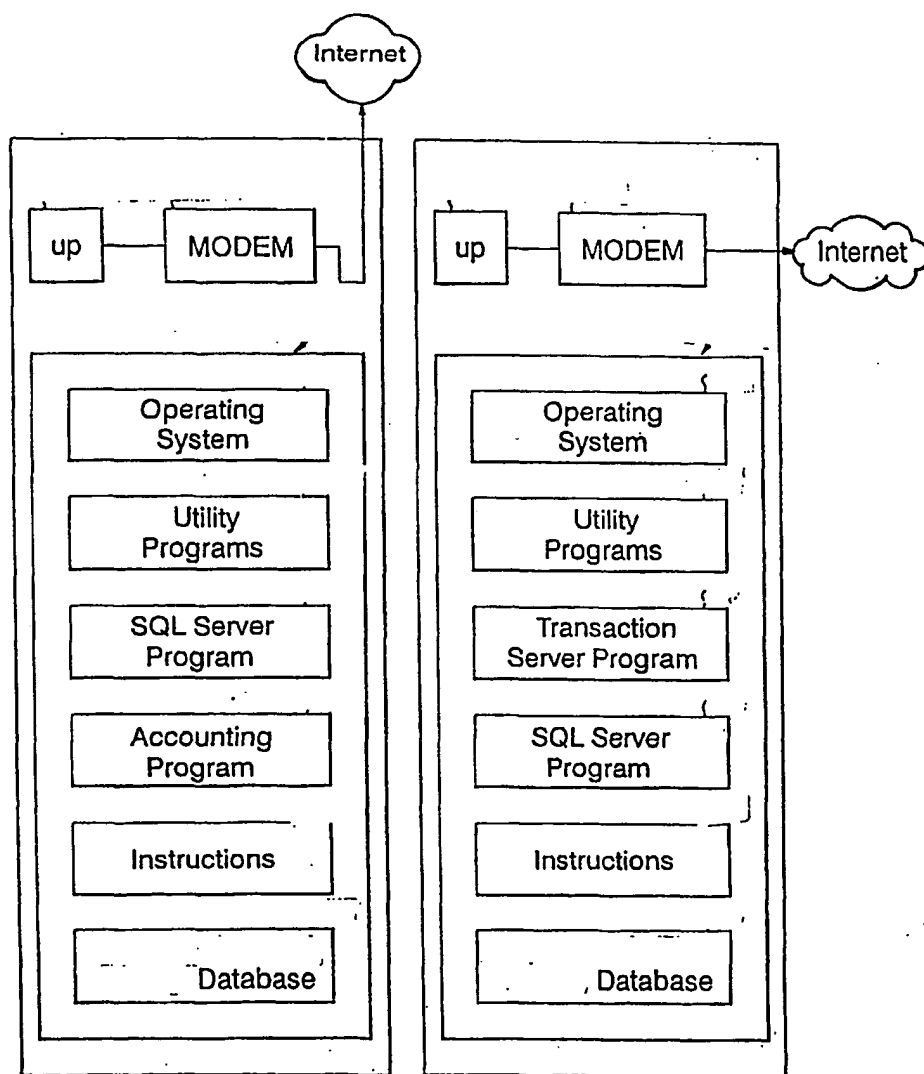 Internet
up
MODEM
Operating
System
Utility
Programs
SQL Server
Program
Accounting
Program
Instructions
Database
up
MODEM
Internet
Operating
System
Utility
Programs
Transaction
Server Program
SQL Server
Program
Instructions
Database